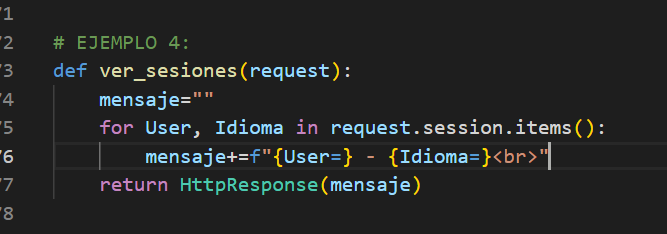 71
72 # EJEMPLO 4:
73 def ver_sesiones(request):
74 mensaje=""
75 for User, Idioma in request.session.items():
76 mensaje+=f"{User=} - {Idioma=}<br>"
77 return HttpResponse(mensaje)
78